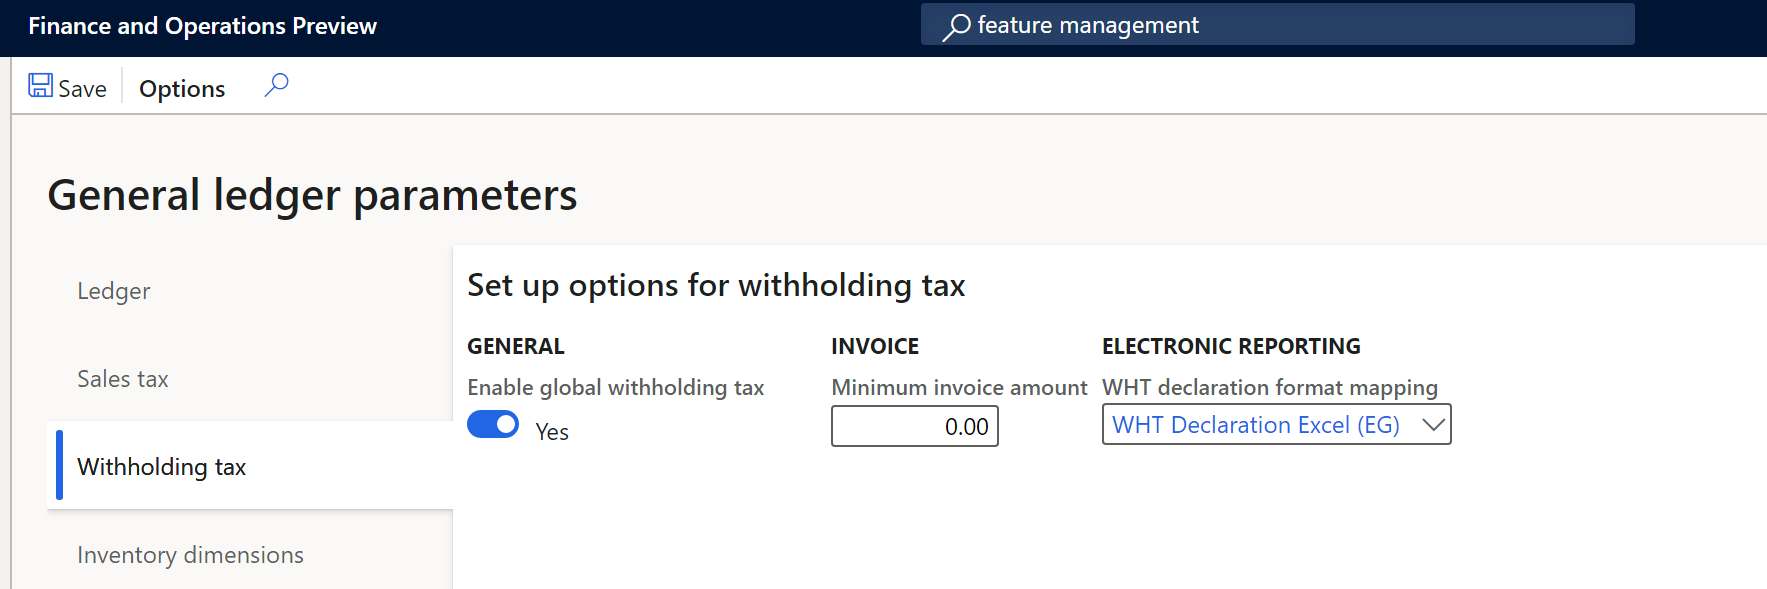 Finance and Operations Preview
feature management
Save
Options
General ledger parameters
Ledger
Sales tax
Withholding tax
Inventory dimensions
Set up options for withholding tax
GENERAL
Enable global withholding tax
Yes
INVOICE
Minimum invoice amount
0.00
ELECTRONIC REPORTING
WHT declaration format mapping
WHT Declaration Excel (EG)